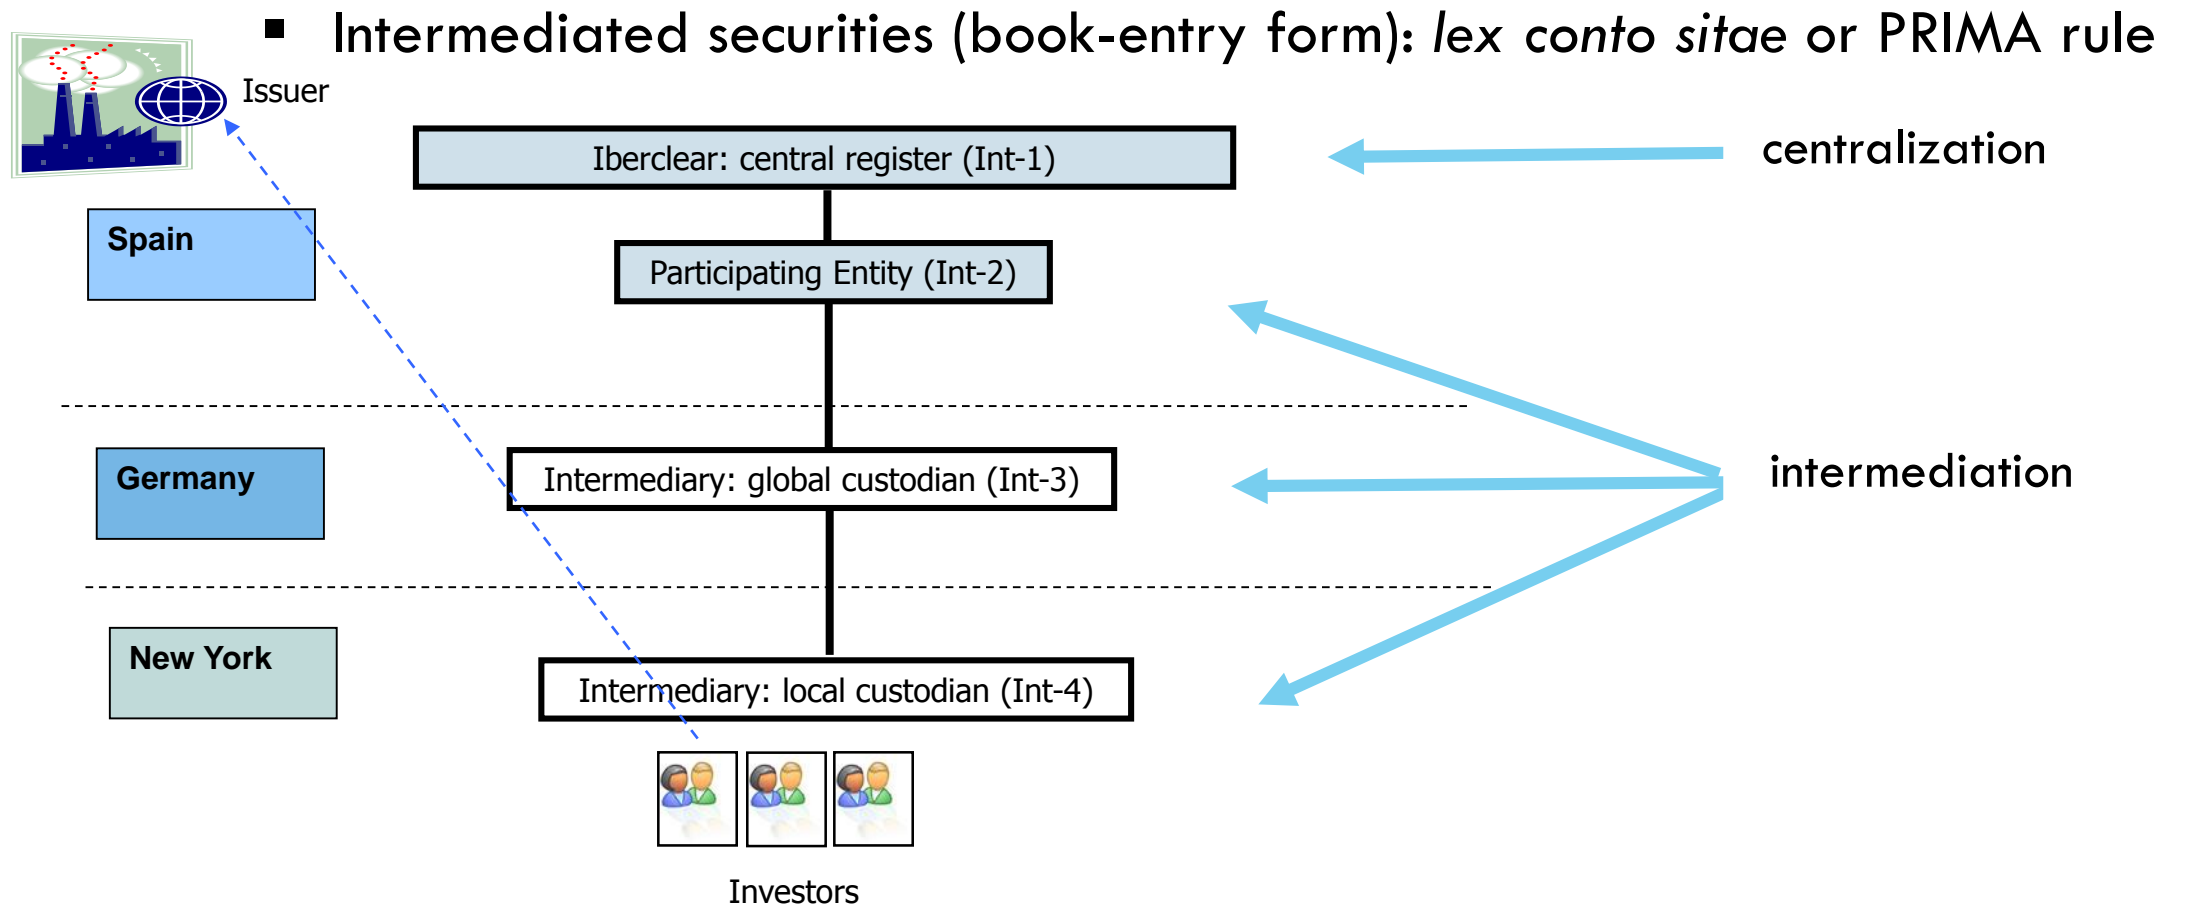 ▪ Intermediated securities (book-entry form): lex conto sitae or PRIMA rule
Issuer
Iberclear: central register (Int-1)
centralization
Spain
Participating Entity (Int-2)
Germany
Intermediary: global custodian (Int-3)
intermediation
New York
Intermediary: local custodian (Int-4)
Investors